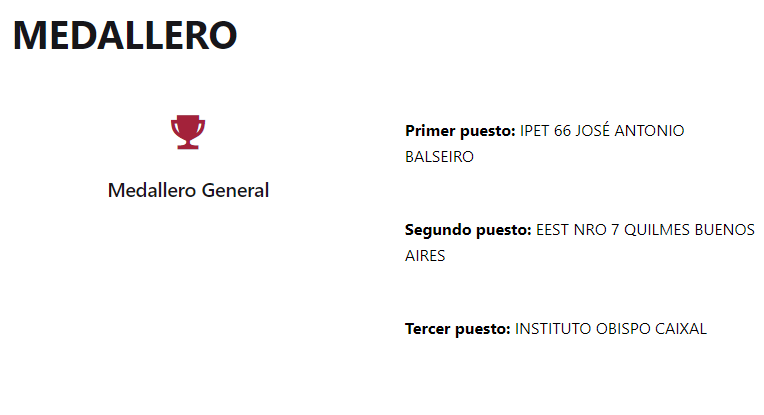 MEDALLERO
Medallero General
Primer puesto: IPET 66 JOSÉ ANTONIO
BALSEIRO
Segundo puesto: EEST NRO 7 QUILMES BUENOS
AIRES
Tercer puesto: INSTITUTO OBISPO CAIXAL